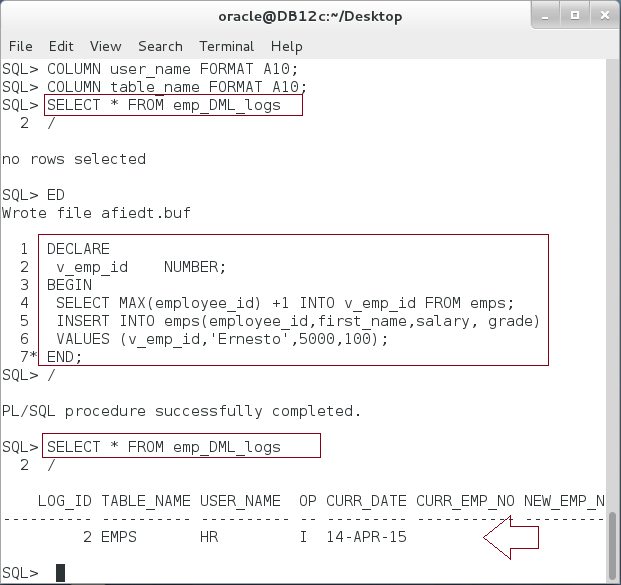 oracle@DB12c:~/Desktop
File Edit View Search Terminal Help
SQL> COLUMN user_name FORMAT A10;
SQL> COLUMN table_name FORMAT A10;
SQL> SELECT * FROM emp_DML_logs
  2  /
no rows selected
SQL> ED
Wrote file afiedt.buf
  1  DECLARE
  2   v_emp_id    NUMBER;
  3  BEGIN
  4   SELECT MAX(employee_id) +1 INTO v_emp_id FROM emps;
  5   INSERT INTO emps(employee_id,first_name,salary, grade)
  6   VALUES (v_emp_id,'Ernesto',5000,100);
  7* END;
SQL> /
PL/SQL procedure successfully completed.
SQL> SELECT * FROM emp_DML_logs
  2  /
    LOG_ID TABLE_NAME USER_NAME  OP CURR_DATE CURR_EMP_NO NEW_EMP_N
---------- ---------- ---------- -- --------- ----------- ---------
         2 EMPS       HR         I  14-APR-15
SQL>